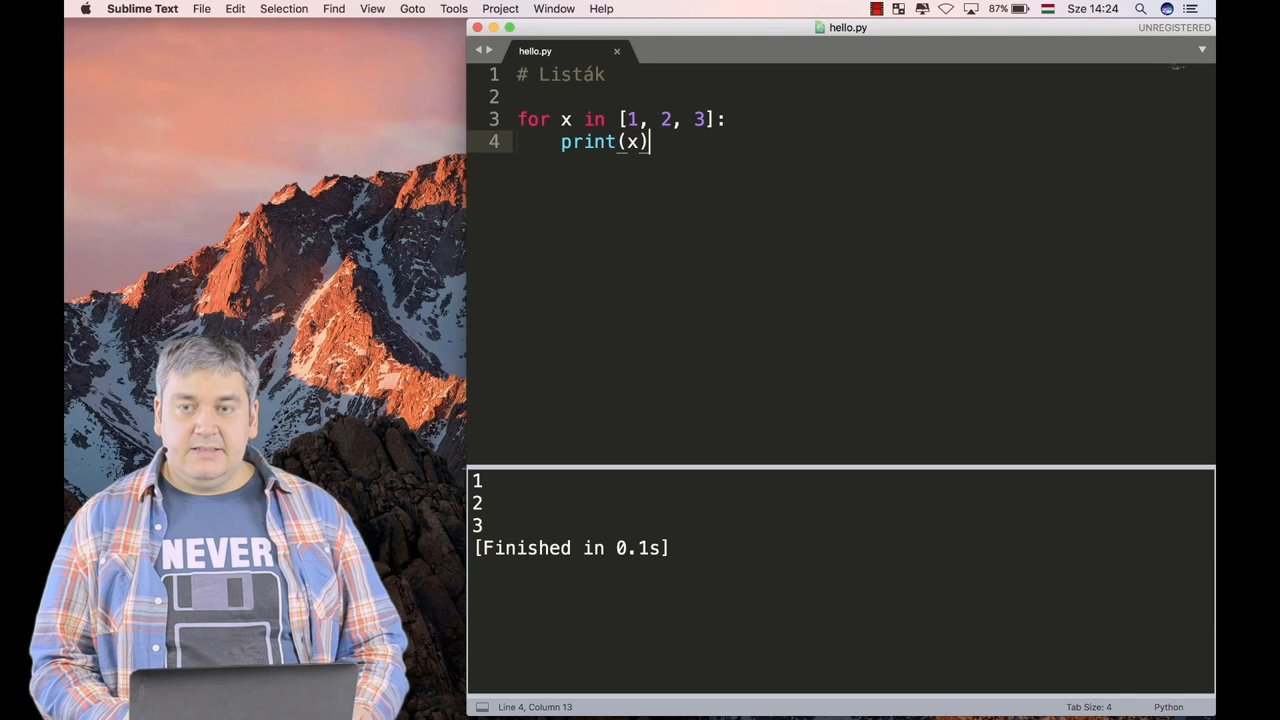 Sublime Text File Edit Selection Find View Goto Tools Project Window Help 87% Sze 14:24
hello.py UNREGISTERED
hello.py
1 # Listák
2
3 for x in [1, 2, 3]:
4     print(x)
1
2
3
[Finished in 0.1s]
NEVER
Line 4, Column 13 Tab Size: 4 Python